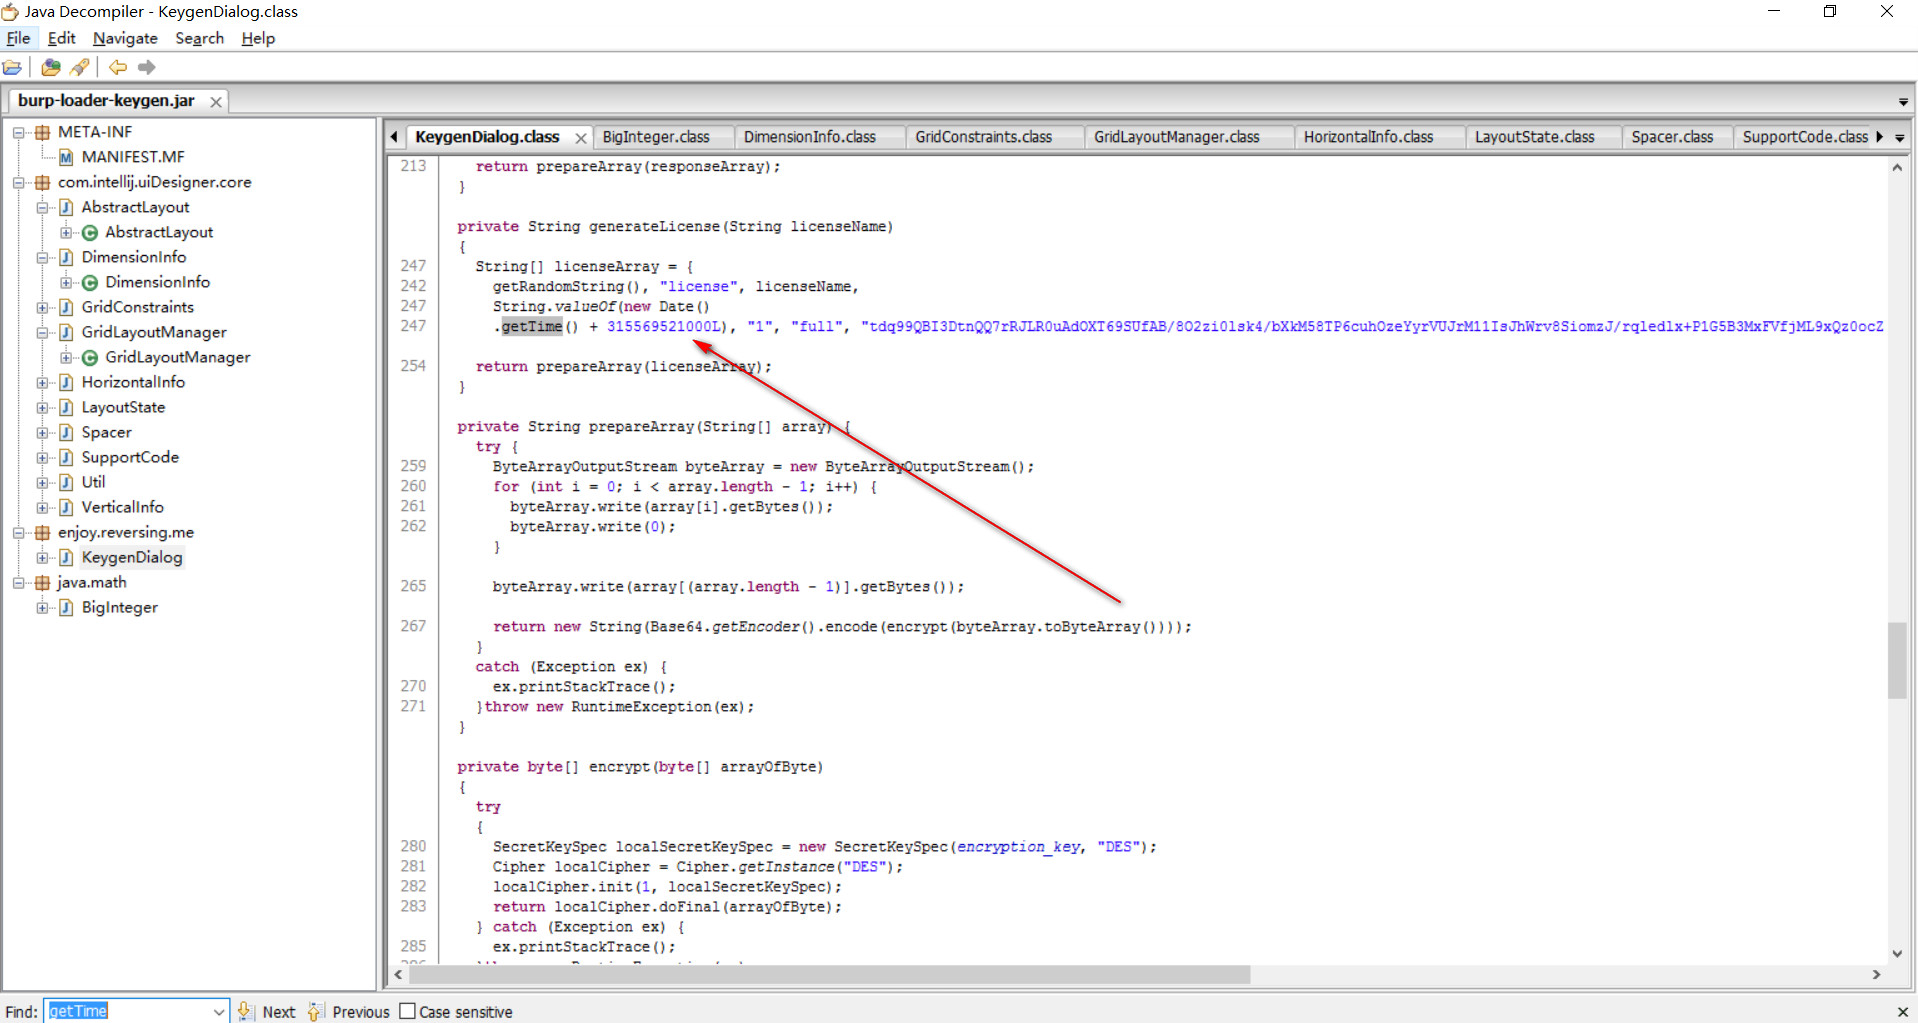 Java Decompiler - KeygenDialog.class
File Edit Navigate Search Help
burp-loader-keygen.jar
META-INF
MANIFEST.MF
com.intellij.uiDesigner.core
AbstractLayout
AbstractLayout
DimensionInfo
DimensionInfo
GridConstraints
GridLayoutManager
GridLayoutManager
HorizontalInfo
LayoutState
Spacer
SupportCode
Util
VerticalInfo
enjoy.reversing.me
KeygenDialog
java.math
BigInteger
KeygenDialog.class BigInteger.class DimensionInfo.class GridConstraints.class GridLayoutManager.class HorizontalInfo.class LayoutState.class Spacer.class SupportCode.class
213 return prepareArray(responseArray);
}
private String generateLicense(String licenseName)
{
247 String[] licenseArray = {
242 getRandomString(), "license", licenseName,
247 String.valueOf(new Date()
247 .getTime() + 315569521000L), "1", "full", "tdq99QBI3DtnQQ7rRJLR0uAdOXT69SUfAB/8O2zi0lsk4/bXkM58TP6cuhOzeYyrVUJrM11IsJhWrv8SiomzJ/rqledlx+P1G5B3MxFVfjML9xQz0ocZ
254 return prepareArray(licenseArray);
}
private String prepareArray(String[] array) {
try {
259 ByteArrayOutputStream byteArray = new ByteArrayOutputStream();
260 for (int i = 0; i < array.length - 1; i++) {
261 byteArray.write(array[i].getBytes());
262 byteArray.write(0);
}
265 byteArray.write(array[(array.length - 1)].getBytes());
267 return new String(Base64.getEncoder().encode(encrypt(byteArray.toByteArray())));
}
catch (Exception ex) {
270 ex.printStackTrace();
271 }throw new RuntimeException(ex);
}
private byte[] encrypt(byte[] arrayOfByte)
{
try
{
280 SecretKeySpec localSecretKeySpec = new SecretKeySpec(encryption_key, "DES");
281 Cipher localCipher = Cipher.getInstance("DES");
282 localCipher.init(1, localSecretKeySpec);
283 return localCipher.doFinal(arrayOfByte);
} catch (Exception ex) {
285 ex.printStackTrace();
Find: getTime Next Previous Case sensitive